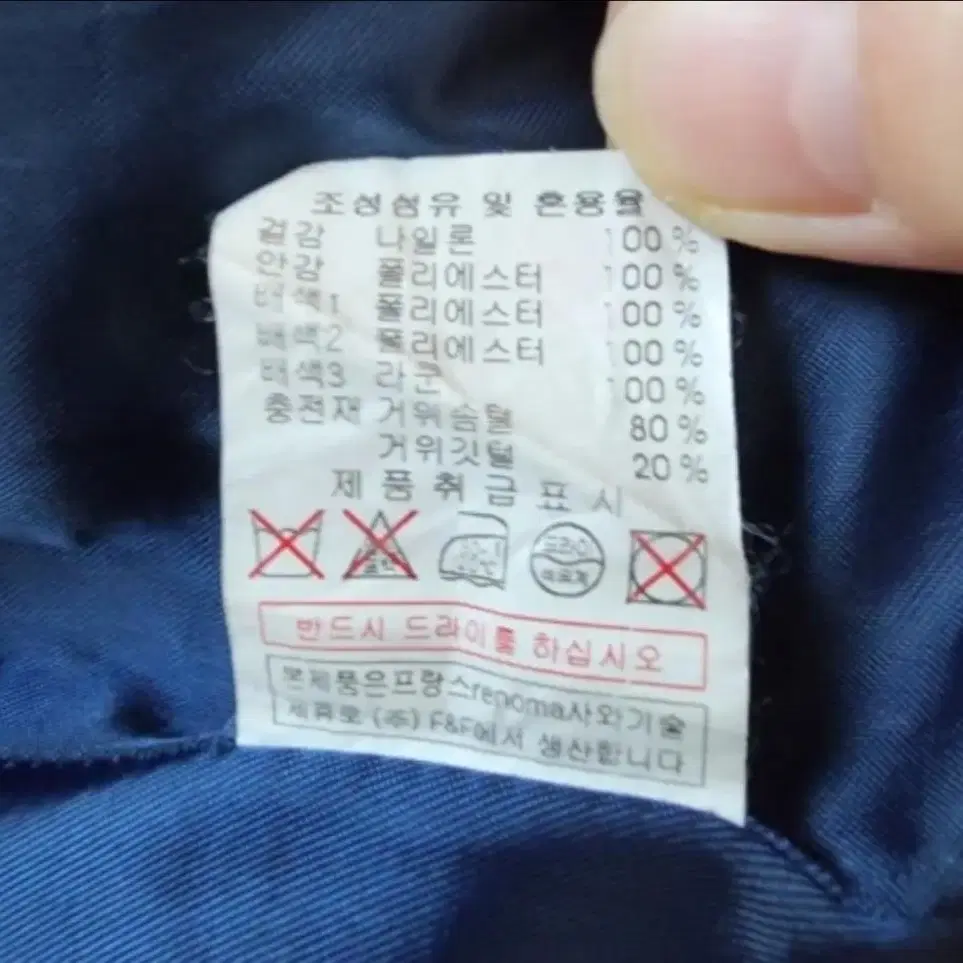 조성섬유 및 혼용율
겉감 나일론 100 %
안감 폴리에스터 100 %
배색1 폴리에스터 100 %
배색2 폴리에스터 100 %
배색3 라쿤 100 %
충전재 거위솜털 80 %
거위깃털 20 %
제품취급표시
드라이
반드시 드라이를 하십시오
본제품은프랑스renoma사와기술
제휴로 (주) F&F에서 생산합니다